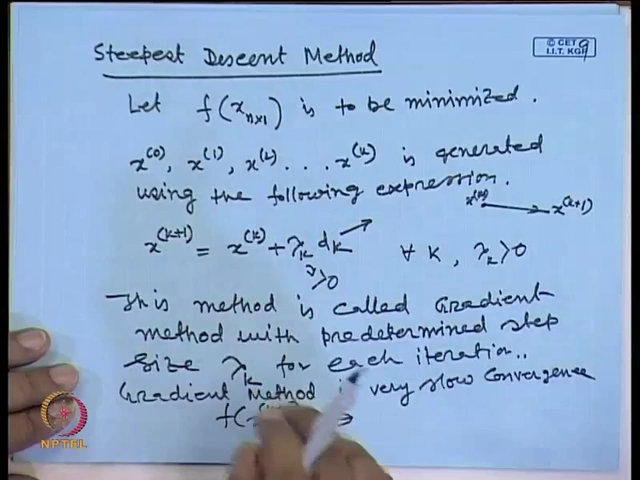 Steepest Descent Method
© CET
I.I.T. KGP
9
Let f(x_{n×1}) is to be minimized.
x^{(0)}, x^{(1)}, x^{(2)} . . . . x^{(k)} is generated
using the following expression.
x^{(k)} → x^{(k+1)}
x^{(k+1)} = x^{(k)} + λ_k d_k ∀ k, λ_k > 0
λ > 0
This method is called Gradient
method with predetermined step
size λ_k for each iteration..
Gradient Method is very slow convergence
f(
NPTEL